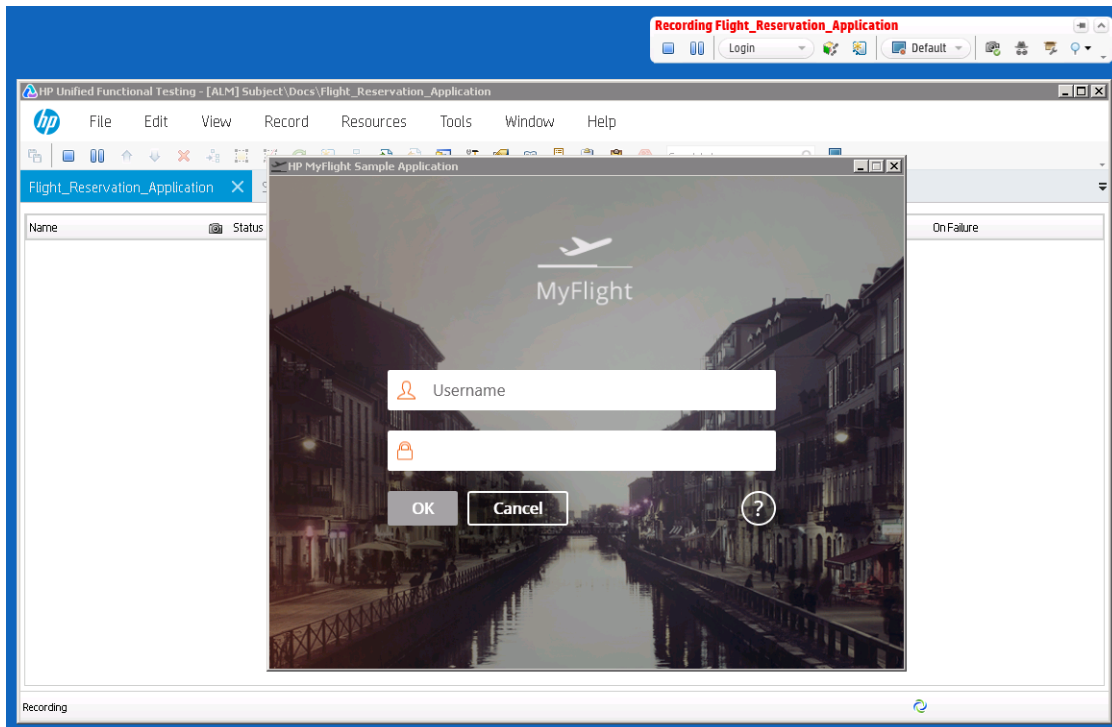 Recording Flight_Reservation_Application
Login
Default
HP Unified Functional Testing - [ALM] Subject\Docs\Flight_Reservation_Application
hp
File Edit View Record Resources Tools Window Help
HP MyFlight Sample Application
Flight_Reservation_Application
Name Status On Failure
MyFlight
Username
OK Cancel ?
Recording